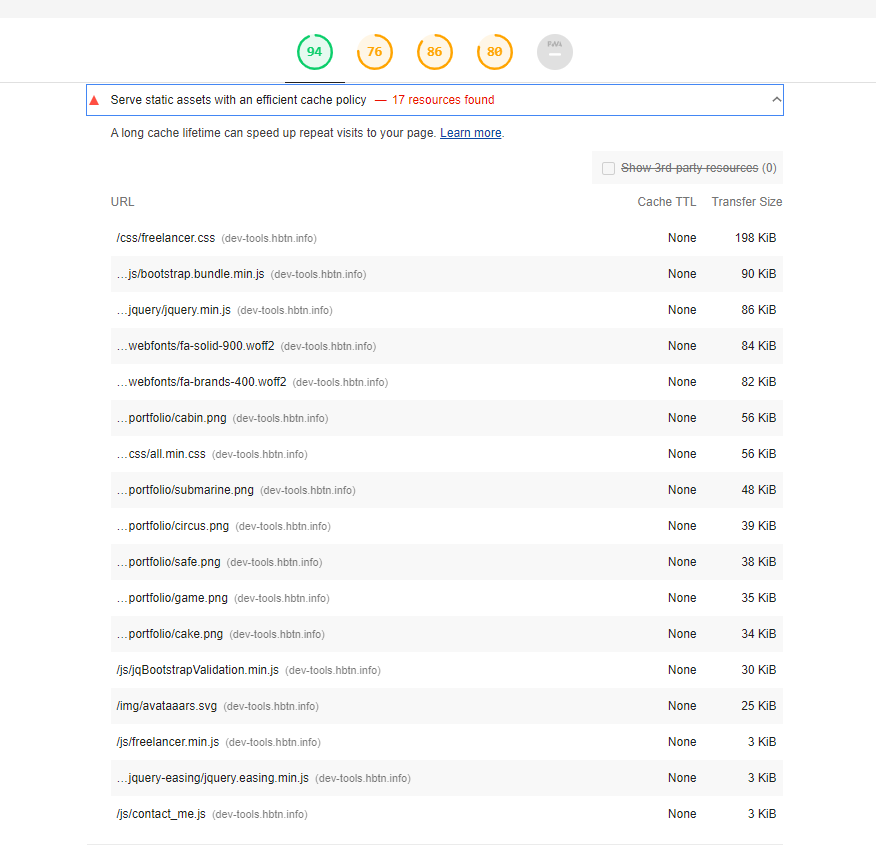 94 76 86 80 PWA
Serve static assets with an efficient cache policy — 17 resources found
A long cache lifetime can speed up repeat visits to your page. Learn more.
Show 3rd-party resources (0)
URL Cache TTL Transfer Size
/css/freelancer.css (dev-tools.hbtn.info) None 198 KiB
…js/bootstrap.bundle.min.js (dev-tools.hbtn.info) None 90 KiB
…jquery/jquery.min.js (dev-tools.hbtn.info) None 86 KiB
…webfonts/fa-solid-900.woff2 (dev-tools.hbtn.info) None 84 KiB
…webfonts/fa-brands-400.woff2 (dev-tools.hbtn.info) None 82 KiB
…portfolio/cabin.png (dev-tools.hbtn.info) None 56 KiB
…css/all.min.css (dev-tools.hbtn.info) None 56 KiB
…portfolio/submarine.png (dev-tools.hbtn.info) None 48 KiB
…portfolio/circus.png (dev-tools.hbtn.info) None 39 KiB
…portfolio/safe.png (dev-tools.hbtn.info) None 38 KiB
…portfolio/game.png (dev-tools.hbtn.info) None 35 KiB
…portfolio/cake.png (dev-tools.hbtn.info) None 34 KiB
/js/jqBootstrapValidation.min.js (dev-tools.hbtn.info) None 30 KiB
/img/avataaars.svg (dev-tools.hbtn.info) None 25 KiB
/js/freelancer.min.js (dev-tools.hbtn.info) None 3 KiB
…jquery-easing/jquery.easing.min.js (dev-tools.hbtn.info) None 3 KiB
/js/contact_me.js (dev-tools.hbtn.info) None 3 KiB